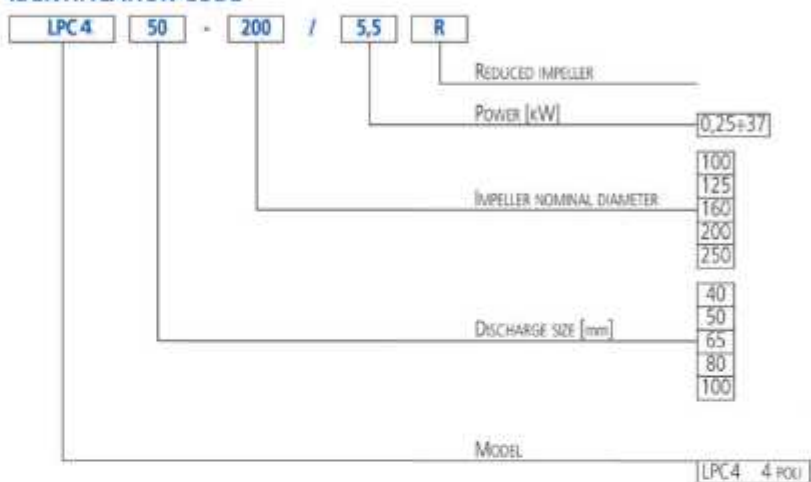 LPC4 50 - 200 / 5,5 R
REDUCED IMPELLER
POWER [KW]
0,25÷37
100
125
IMPELLER NOMINAL DIAMETER
160
200
250
40
50
DISCHARGE SIZE [mm]
65
80
100
MODEL
LPC4 4 POLI